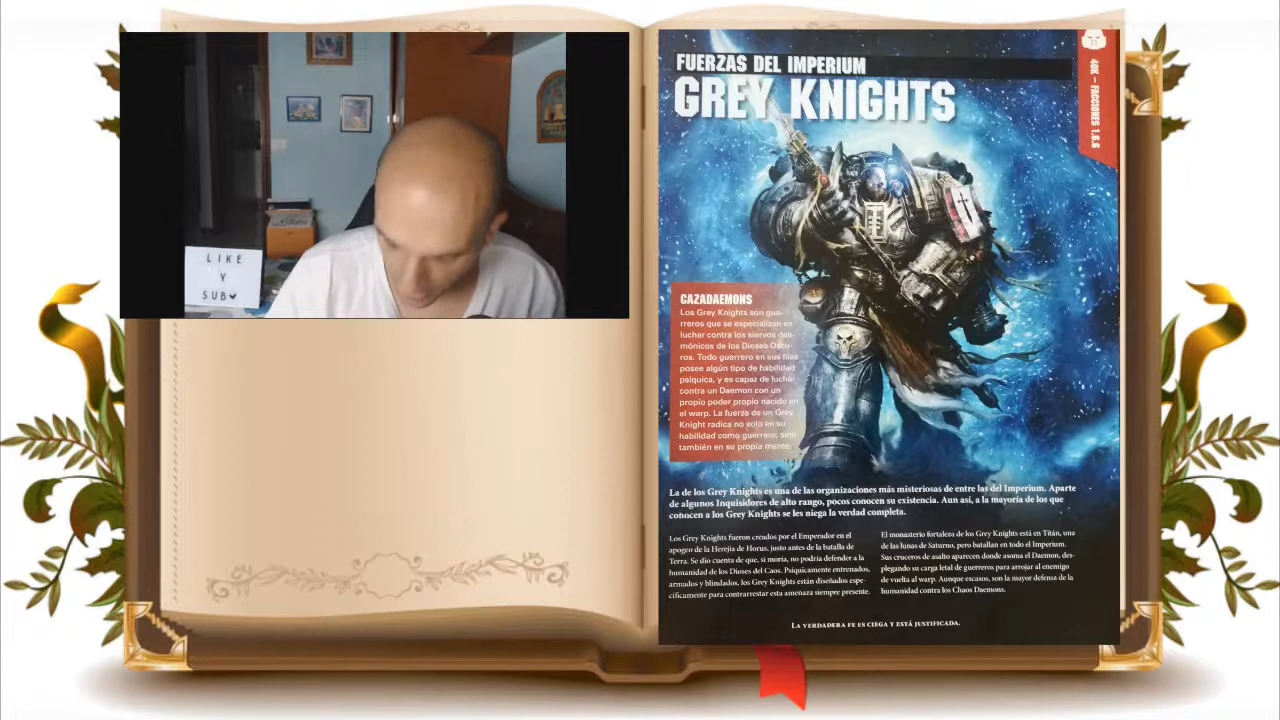 LIKE
Y
SUB♥
FUERZAS DEL IMPERIUM
GREY KNIGHTS
40K – FACCIONES 1.6.6
CAZADAEMONS
Los Grey Knights son gue-
rreros que se especializan en
luchar contra los siervos dae-
mónicos de los Dioses Oscu-
ros. Todo guerrero en sus filas
posee algún tipo de habilidad
psíquica, y es capaz de luchar
contra un Daemon con un
propio poder propio nacido en
el warp. La fuerza de un Grey
Knight radica no solo en su
habilidad como guerrero, sino
también en su propia mente.
La de los Grey Knights es una de las organizaciones más misteriosas de entre las del Imperium. Aparte
de algunos Inquisidores de alto rango, pocos conocen su existencia. Aun así, a la mayoría de los que
conocen a los Grey Knights se les niega la verdad completa.
Los Grey Knights fueron creados por el Emperador en el
apogeo de la Herejía de Horus, justo antes de la batalla de
Terra. Se dio cuenta de que, si moría, no podría defender a la
humanidad de los Dioses del Caos. Psíquicamente entrenados,
armados y blindados, los Grey Knights están diseñados espe-
cíficamente para contrarrestar esta amenaza siempre presente.
El monasterio fortaleza de los Grey Knights está en Titán, una
de las lunas de Saturno, pero batallan en todo el Imperium.
Sus cruceros de asalto aparecen donde asoma el Daemon, des-
plegando su carga letal de guerreros para arrojar al enemigo
de vuelta al warp. Aunque escasos, son la mayor defensa de la
humanidad contra los Chaos Daemons.
La verdadera fe es ciega y está justificada.